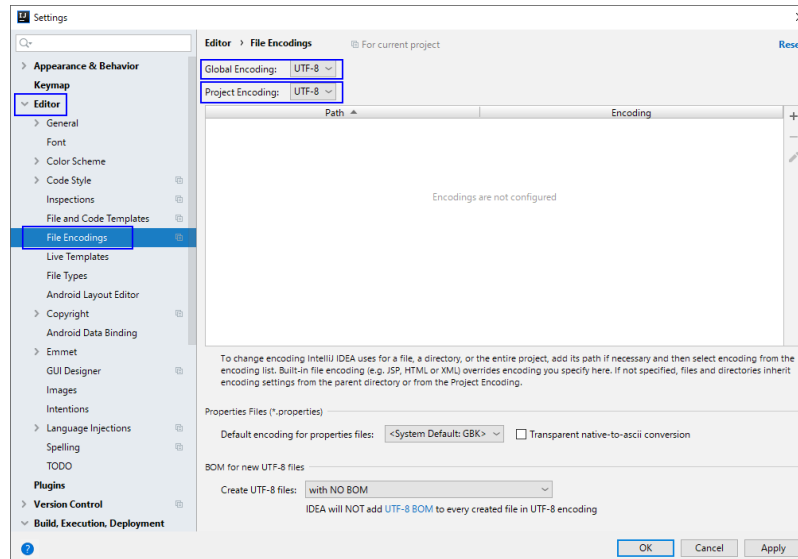 Settings
Editor › File Encodings
For current project
Rese
Appearance & Behavior
Keymap
Editor
General
Font
Color Scheme
Code Style
Inspections
File and Code Templates
File Encodings
Live Templates
File Types
Android Layout Editor
Copyright
Android Data Binding
Emmet
GUI Designer
Images
Intentions
Language Injections
Spelling
TODO
Plugins
Version Control
Build, Execution, Deployment
Global Encoding: UTF-8
Project Encoding: UTF-8
Path Encoding
Encodings are not configured
To change encoding IntelliJ IDEA uses for a file, a directory, or the entire project, add its path if necessary and then select encoding from the
encoding list. Built-in file encoding (e.g. JSP, HTML or XML) overrides encoding you specify here. If not specified, files and directories inherit
encoding settings from the parent directory or from the Project Encoding.
Properties Files (*.properties)
Default encoding for properties files: <System Default: GBK> Transparent native-to-ascii conversion
BOM for new UTF-8 files
Create UTF-8 files: with NO BOM
IDEA will NOT add UTF-8 BOM to every created file in UTF-8 encoding
OK Cancel Apply